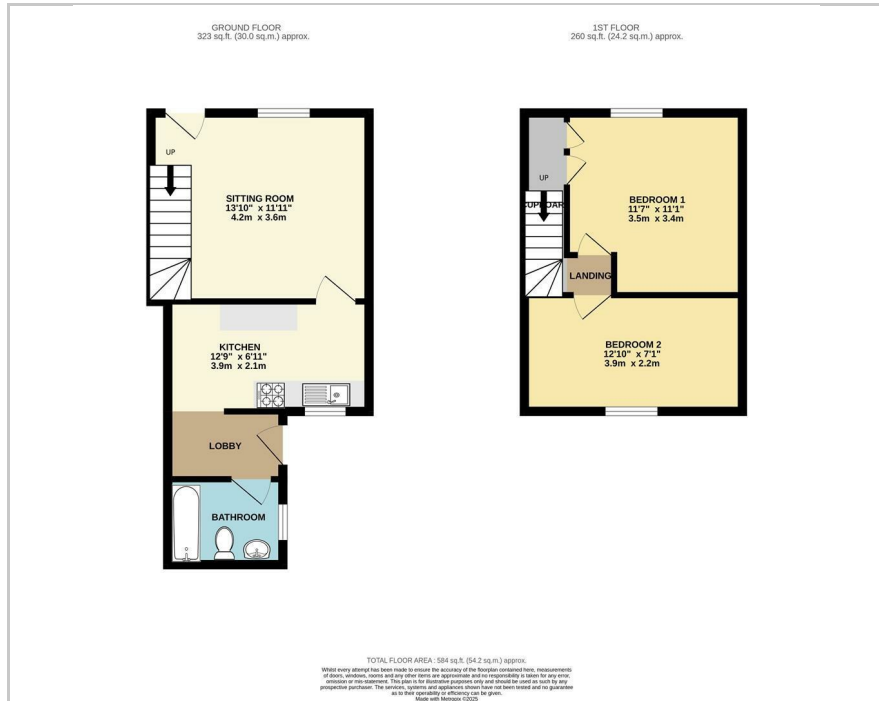 GROUND FLOOR
323 sq.ft. (30.0 sq.m.) approx.
1ST FLOOR
260 sq.ft. (24.2 sq.m.) approx.
UP
SITTING ROOM
13'10" x 11'11"
4.2m x 3.6m
KITCHEN
12'9" x 6'11"
3.9m x 2.1m
LOBBY
BATHROOM
UP
CUPBOARD
BEDROOM 1
11'7" x 11'1"
3.5m x 3.4m
LANDING
BEDROOM 2
12'10" x 7'1"
3.9m x 2.2m
TOTAL FLOOR AREA : 584 sq.ft. (54.2 sq.m.) approx.
Whilst every attempt has been made to ensure the accuracy of the floorplan contained here, measurements
of doors, windows, rooms and any other items are approximate and no responsibility is taken for any error,
omission or mis-statement. This plan is for illustrative purposes only and should be used as such by any
prospective purchaser. The services, systems and appliances shown have not been tested and no guarantee
as to their operability or efficiency can be given.
Made with Metropix ©2025